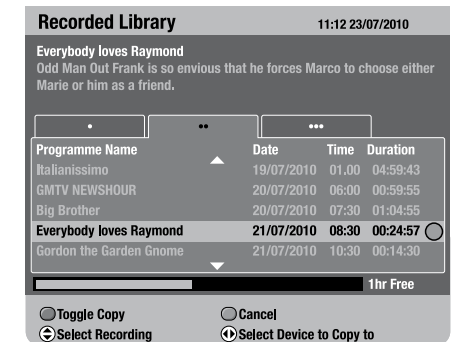 Recorded Library 11:12 23/07/2010
Everybody loves Raymond
Odd Man Out Frank is so envious that he forces Marco to choose either
Marie or him as a friend.
• •• •••
Programme Name Date Time Duration
Italianissimo 19/07/2010 01.00 04:59:43
GMTV NEWSHOUR 20/07/2010 06:00 00:59:55
Big Brother 20/07/2010 07:30 01:04:55
Everybody loves Raymond 21/07/2010 08:30 00:24:57
Gordon the Garden Gnome 21/07/2010 10:30 00:14:30
1hr Free
Toggle Copy Cancel
Select Recording Select Device to Copy to